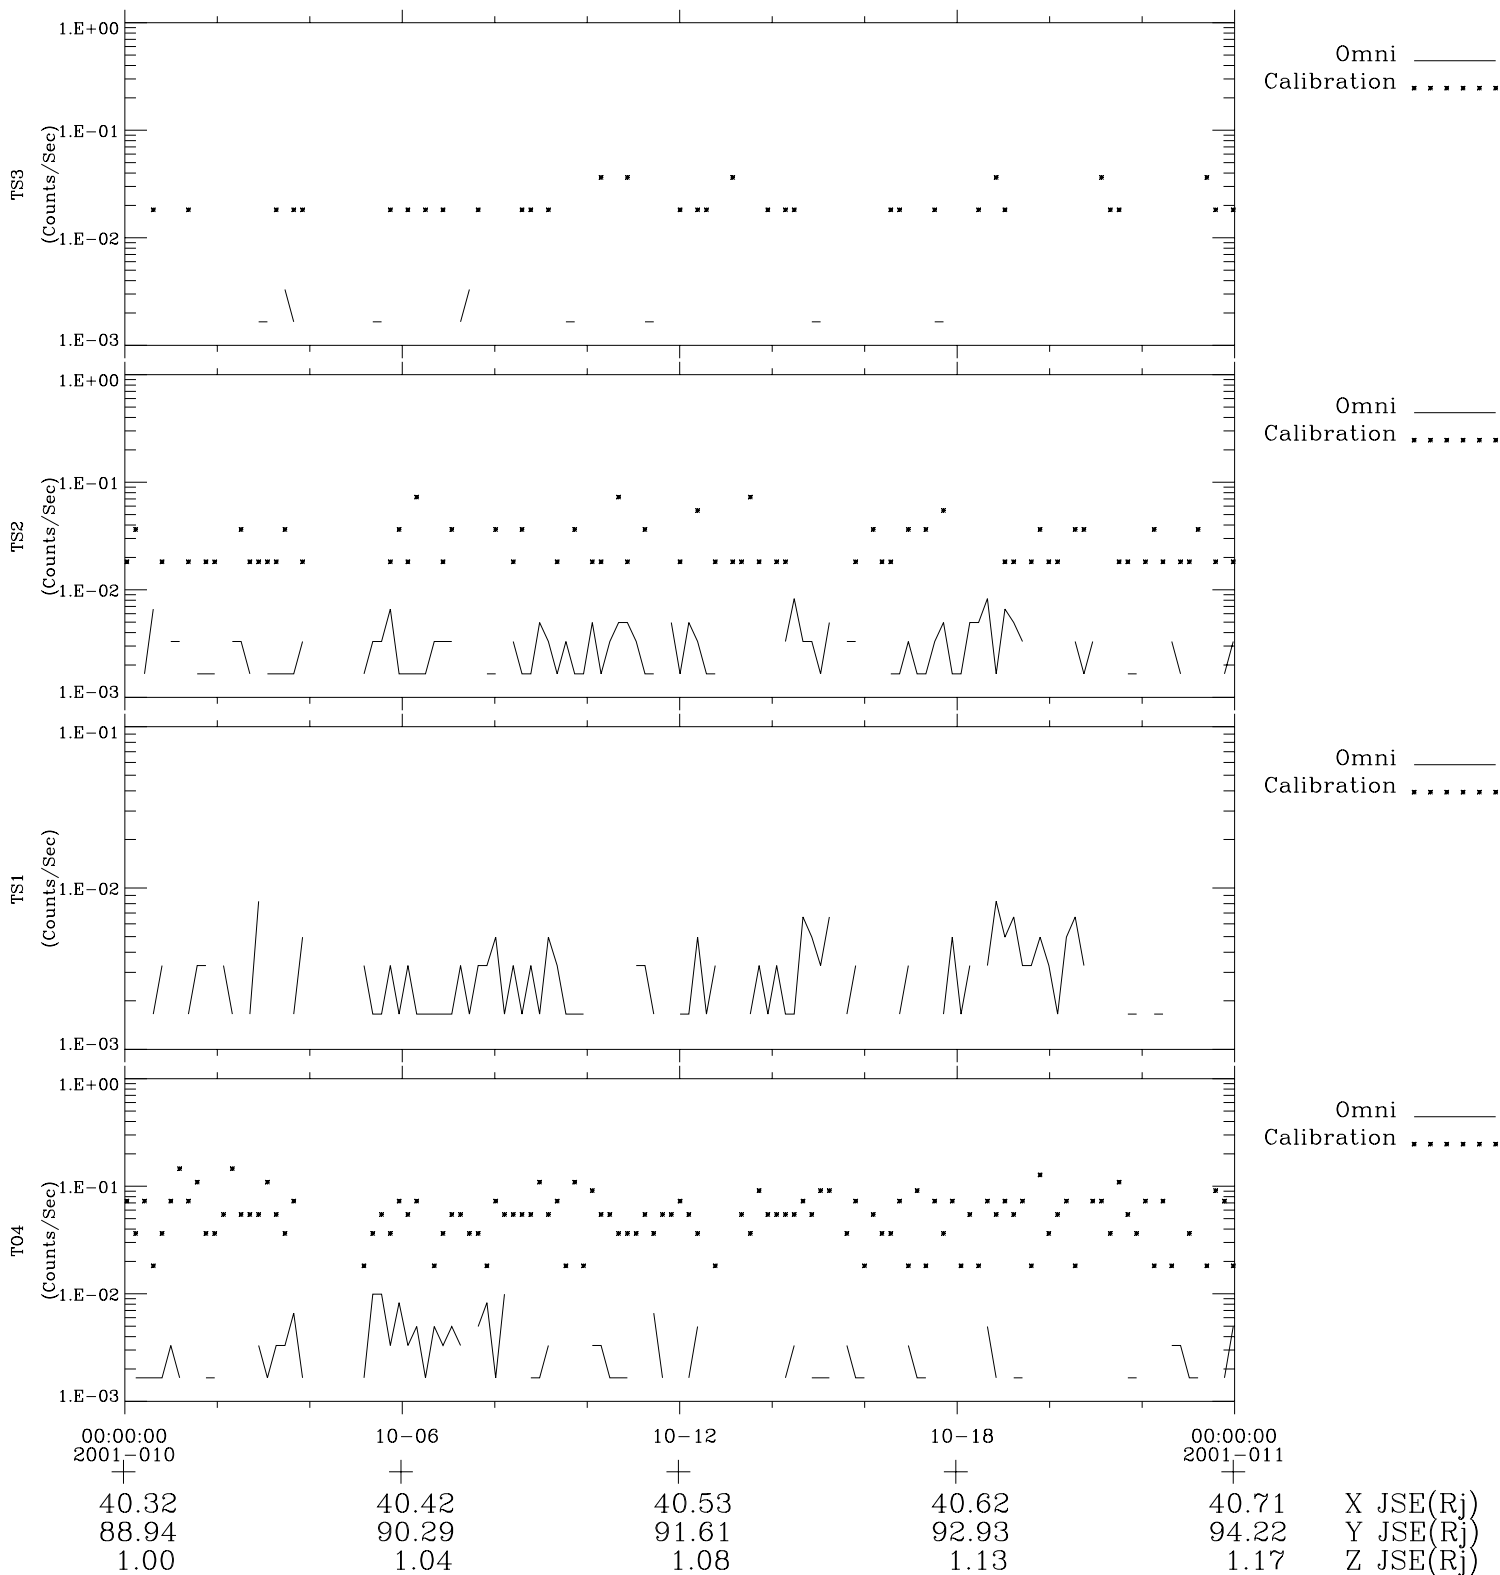 1.E+00
1.E-01
1.E-02
1.E-03
TS3
(Counts/Sec)
Omni
Calibration
1.E+00
1.E-01
1.E-02
1.E-03
TS2
(Counts/Sec)
Omni
Calibration
1.E-01
1.E-02
1.E-03
TS1
(Counts/Sec)
Omni
Calibration
1.E+00
1.E-01
1.E-02
1.E-03
TO4
(Counts/Sec)
Omni
Calibration
00:00:00 10-06 10-12 10-18 00:00:00
2001-010 2001-011
40.32 40.42 40.53 40.62 40.71 X JSE(Rj)
88.94 90.29 91.61 92.93 94.22 Y JSE(Rj)
1.00 1.04 1.08 1.13 1.17 Z JSE(Rj)